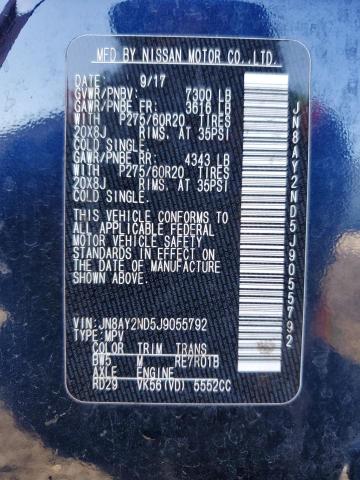 MFD BY NISSAN MOTOR CO.,LTD.
DATE: 9/17
GVWR/PNBV: 7300 LB
GAWR/PNBE FR: 3616 LB
WITH P275/60R20 TIRES
20X8J RIMS. AT 35PSI
COLD SINGLE.
GAWR/PNBE RR: 4343 LB
WITH P275/60R20 TIRES
20X8J RIMS. AT 35PSI
COLD SINGLE.
THIS VEHICLE CONFORMS TO
ALL APPLICABLE FEDERAL
MOTOR VEHICLE SAFETY
STANDARDS IN EFFECT ON
THE DATE OF MANUFACTURE
SHOWN ABOVE.
VIN:JN8AY2ND5J9055792
TYPE:MPV
COLOR TRIM TRANS
BW5 M RE7R01B
AXLE ENGINE
RD29 VK56(VD) 5552CC
JN8AY2ND5J9055792